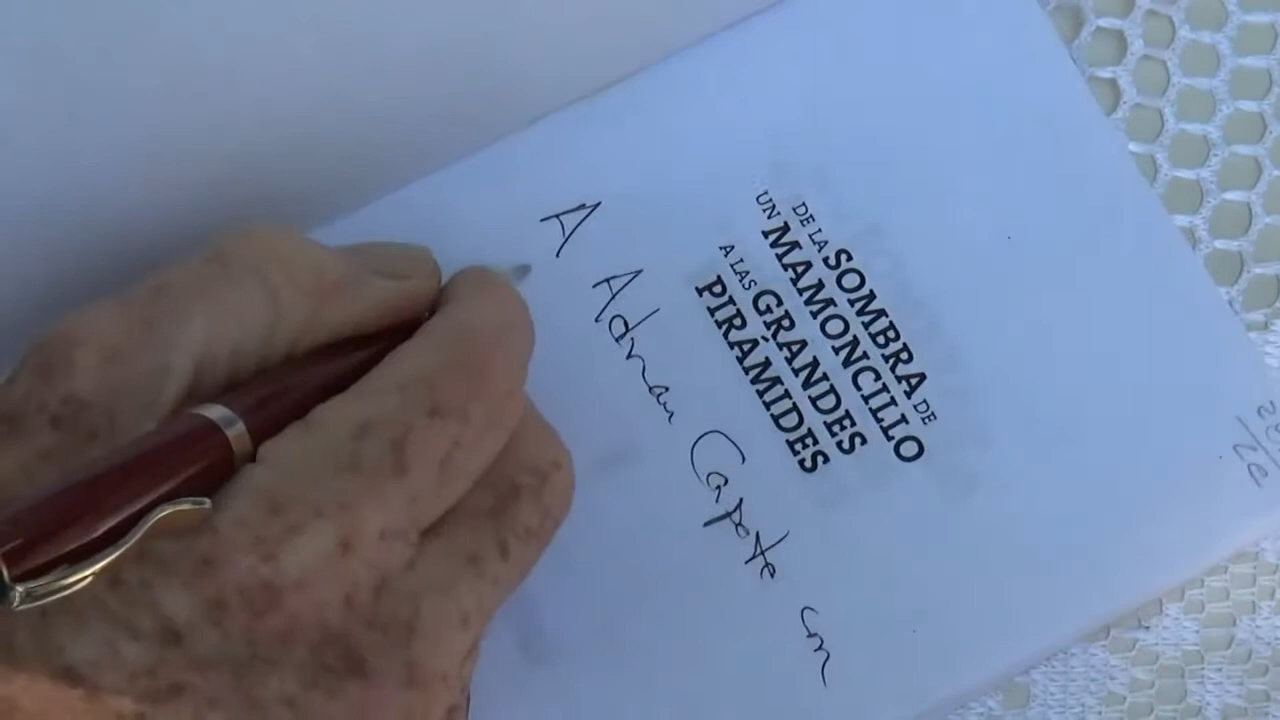 DE LA SOMBRA DE
UN MAMONCILLO
A LAS GRANDES
PIRÁMIDES
A
Adrian Capote con